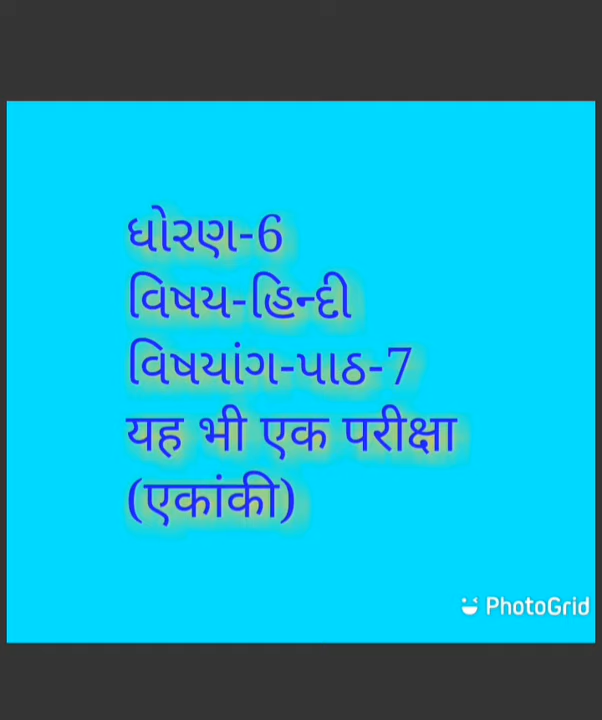 ધોરણ-6
વિષય-હિન્દી
વિષયાંગ-પાઠ-7
यह भी एक परीक्षा
(एकांकी)
PhotoGrid